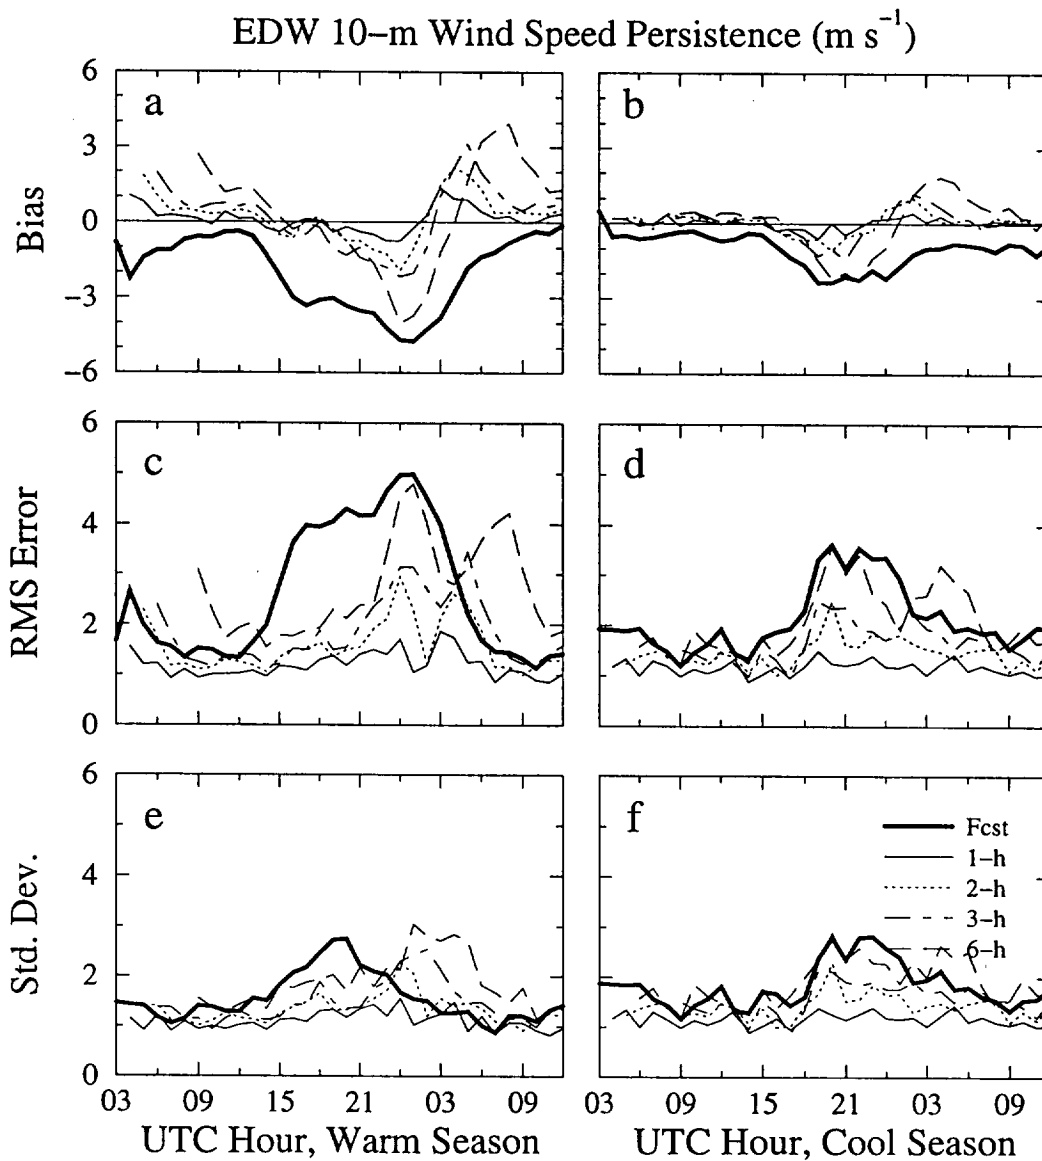 EDW 10–m Wind Speed Persistence (m s⁻¹)
6
3
0
−3
−6
Bias
a
b
6
4
2
0
RMS Error
c
d
6
4
2
0
Std. Dev.
e
f
Fcst
1–h
2–h
3–h
6–h
03 09 15 21 03 09
03 09 15 21 03 09
UTC Hour, Warm Season
UTC Hour, Cool Season